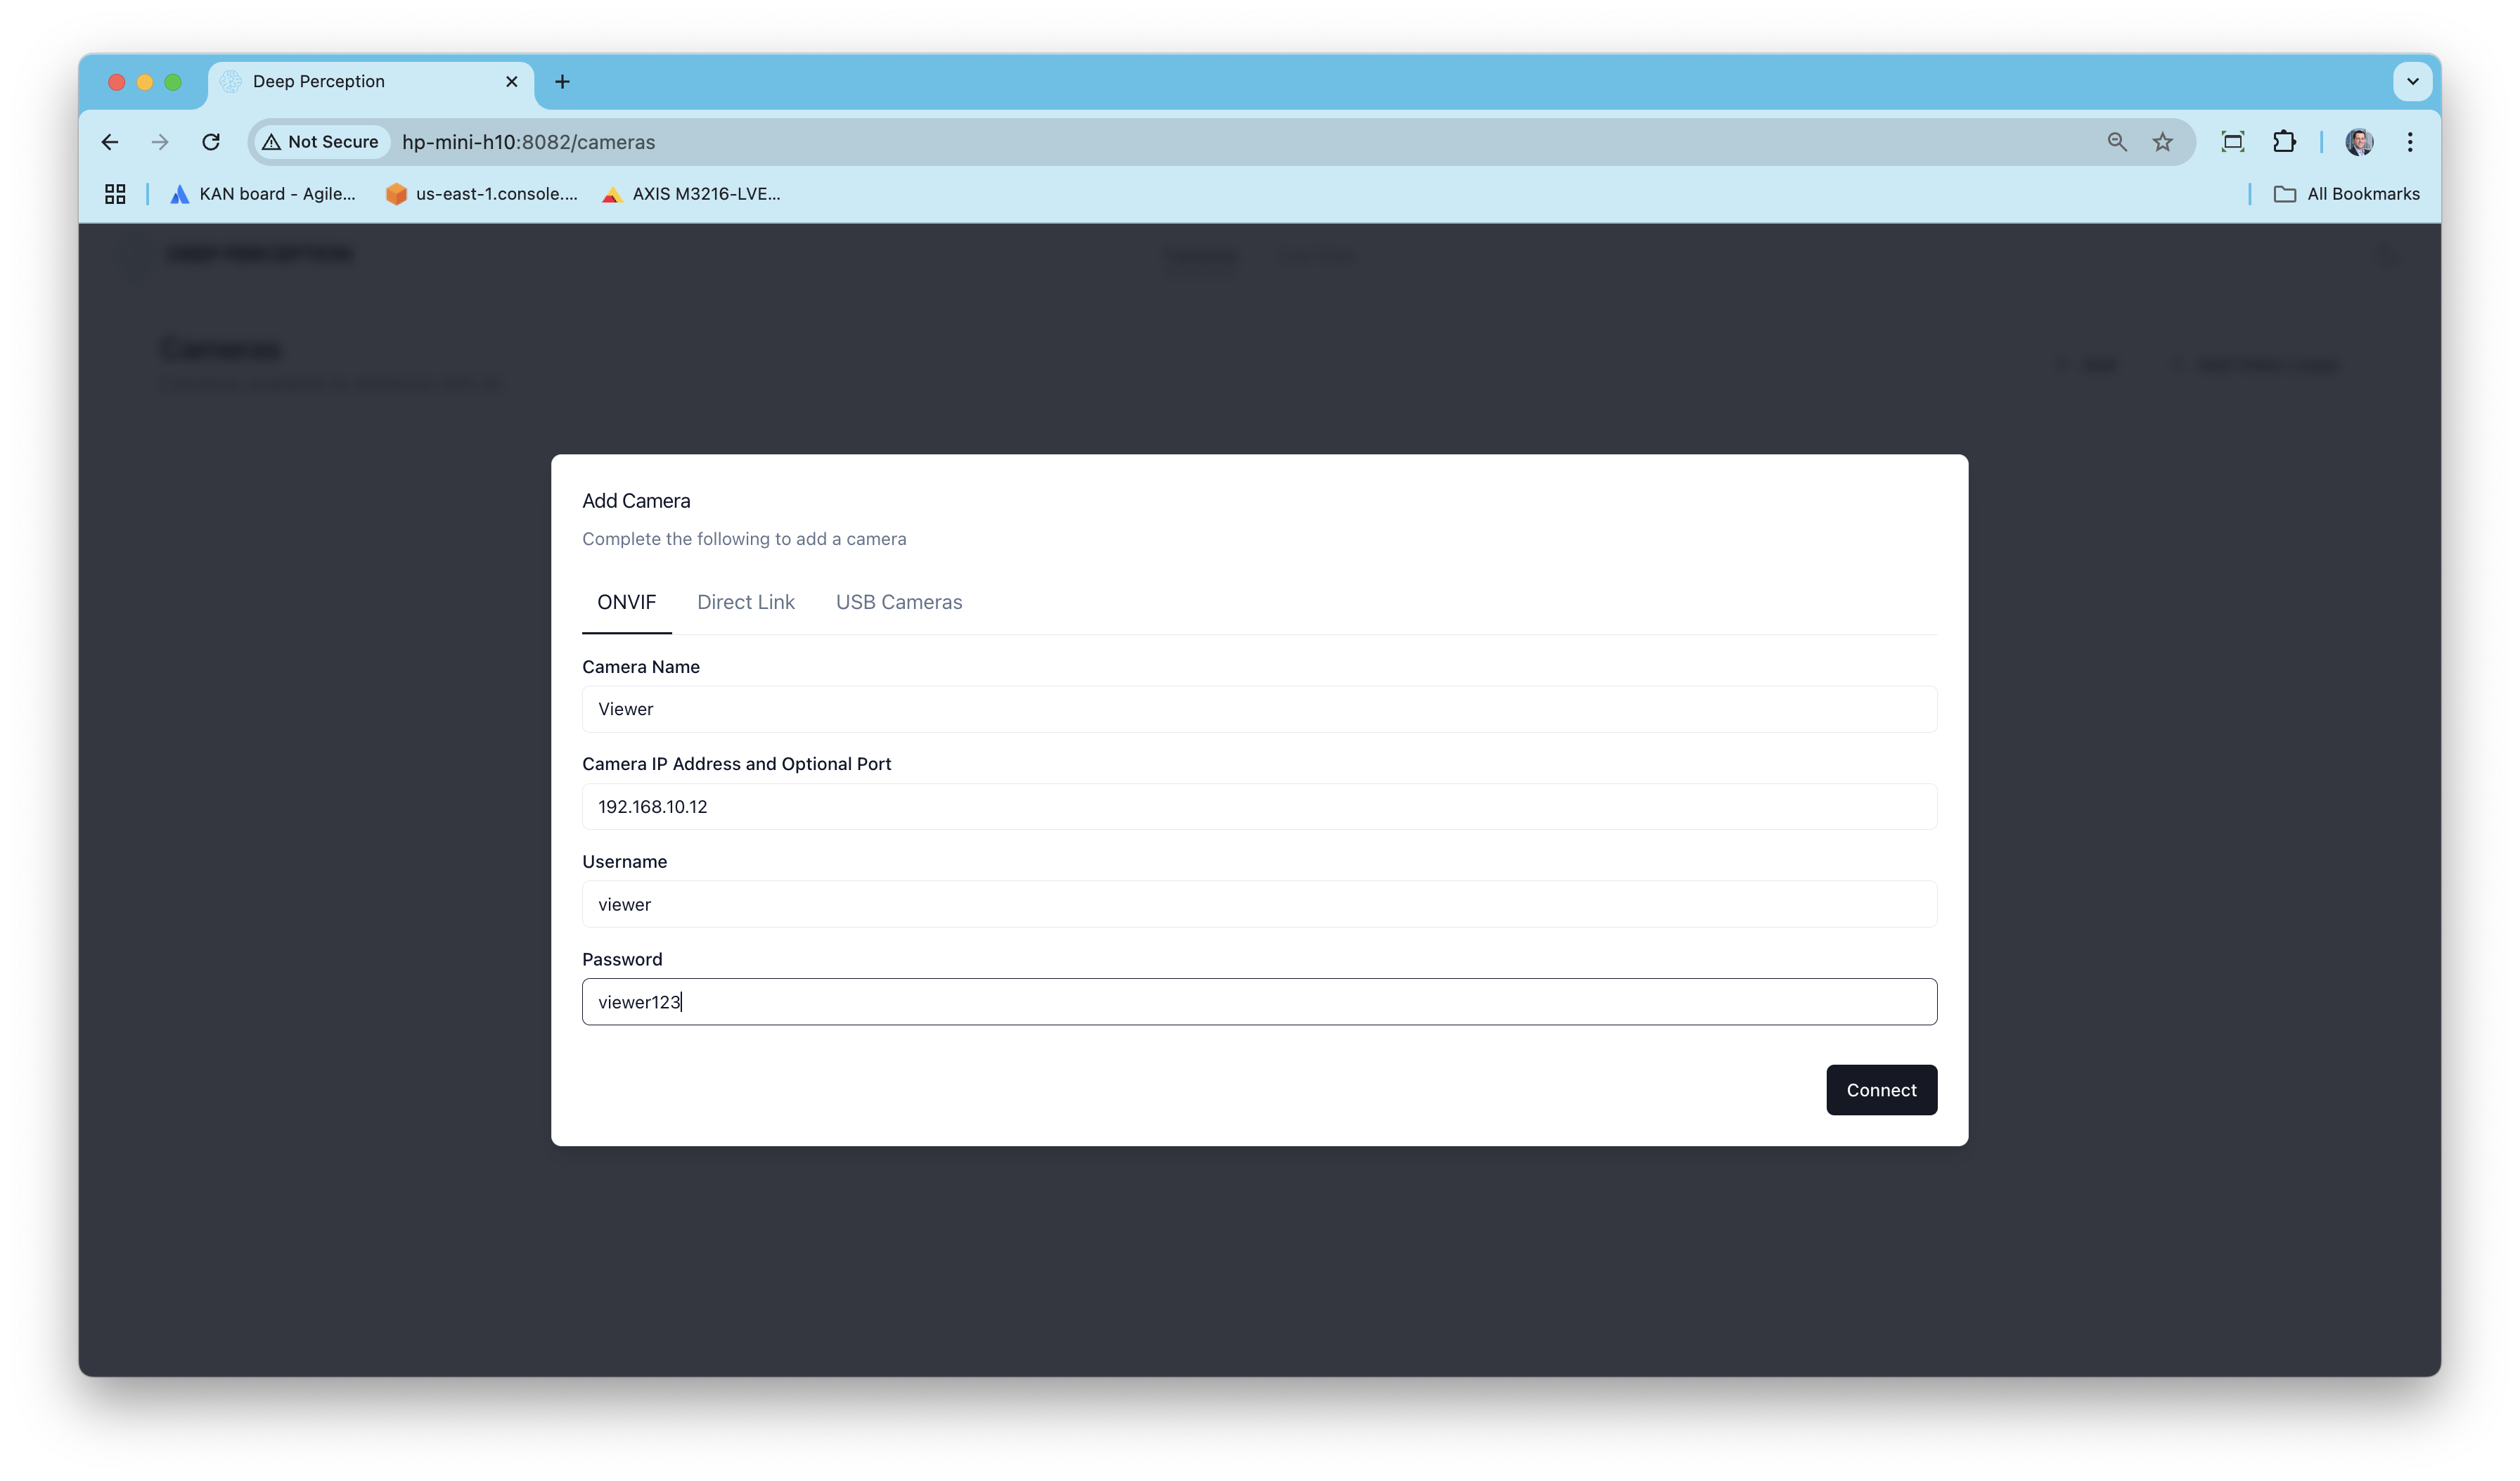 Deep Perception
Not Secure
hp-mini-h10:8082/cameras
KAN board - Agile...
us-east-1.console....
AXIS M3216-LVE...
All Bookmarks
DEEP PERCEPTION
Cameras
Add Camera
Complete the following to add a camera
ONVIF
Direct Link
USB Cameras
Camera Name
Viewer
Camera IP Address and Optional Port
192.168.10.12
Username
viewer
Password
viewer123
Connect